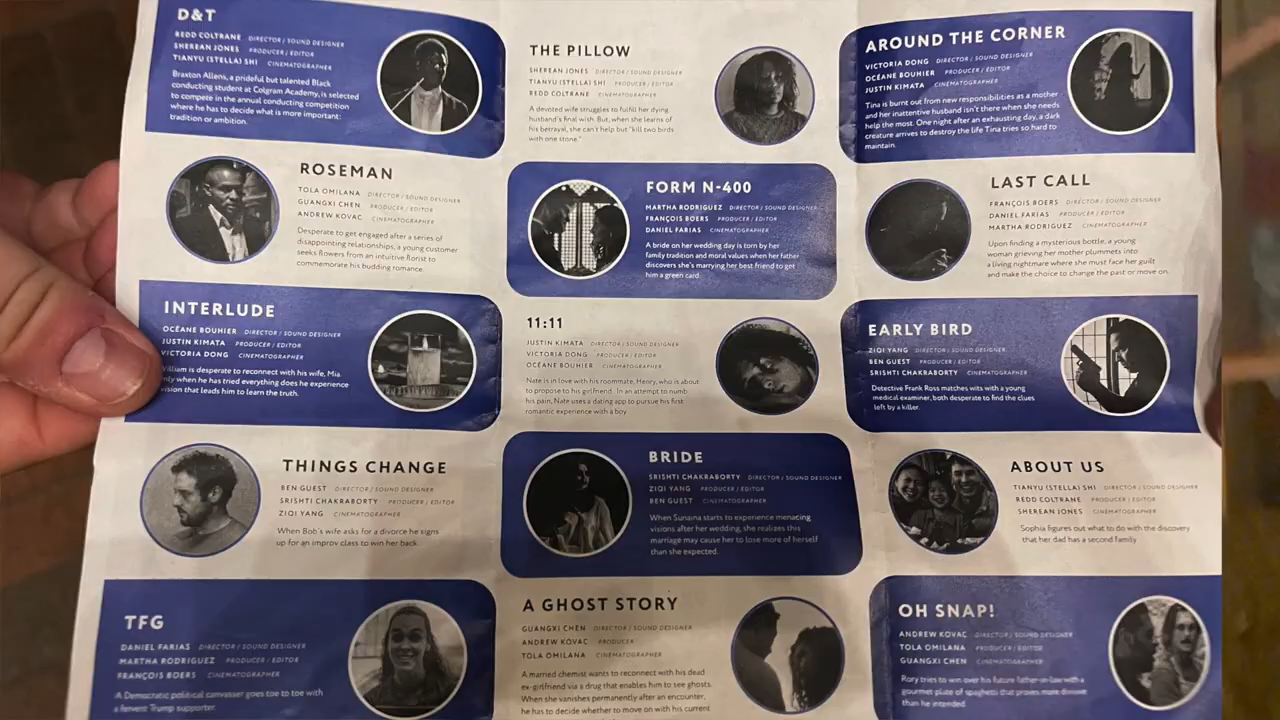 D&T
REDD COLTRANE DIRECTOR / SOUND DESIGNER
SHEREAN JONES PRODUCER / EDITOR
TIANYU (STELLA) SHI CINEMATOGRAPHER
Braxton Allens, a prideful but talented Black
conducting student at Colgram Academy, is selected
to compete in the annual conducting competition
where he has to decide what is more important:
tradition or ambition.
THE PILLOW
SHEREAN JONES DIRECTOR / SOUND DESIGNER
TIANYU (STELLA) SHI PRODUCER / EDITOR
REDD COLTRANE CINEMATOGRAPHER
A devoted wife struggles to fulfill her dying
husband's final wish. But, when she learns of
his betrayal, she can't help but "kill two birds
with one stone."
AROUND THE CORNER
VICTORIA DONG DIRECTOR / SOUND DESIGNER
OCÉANE BOUHIER PRODUCER / EDITOR
JUSTIN KIMATA CINEMATOGRAPHER
Tina is burnt out from new responsibilities as a mother
and her inattentive husband isn't there when she needs
help the most. One night after an exhausting day, a dark
creature arrives to destroy the life Tina tries so hard to
maintain.
ROSEMAN
TOLA OMILANA DIRECTOR / SOUND DESIGNER
GUANGXI CHEN PRODUCER / EDITOR
ANDREW KOVAC CINEMATOGRAPHER
Desperate to get engaged after a series of
disappointing relationships, a young customer
seeks flowers from an intuitive florist to
commemorate his budding romance.
FORM N-400
MARTHA RODRIGUEZ DIRECTOR / SOUND DESIGNER
FRANÇOIS BOERS PRODUCER / EDITOR
DANIEL FARIAS CINEMATOGRAPHER
A bride on her wedding day is torn by her
family tradition and moral values when her father
discovers she's marrying her best friend to get
him a green card.
LAST CALL
FRANÇOIS BOERS DIRECTOR / SOUND DESIGNER
DANIEL FARIAS PRODUCER / EDITOR
MARTHA RODRIGUEZ CINEMATOGRAPHER
Upon finding a mysterious bottle, a young
woman grieving her mother plummets into
a living nightmare where she must face her guilt
and make the choice to change the past or move on.
INTERLUDE
OCÉANE BOUHIER DIRECTOR / SOUND DESIGNER
JUSTIN KIMATA PRODUCER / EDITOR
VICTORIA DONG CINEMATOGRAPHER
William is desperate to reconnect with his wife, Mia.
when he has tried everything does he experience
vision that leads him to learn the truth.
11:11
JUSTIN KIMATA DIRECTOR / SOUND DESIGNER
VICTORIA DONG PRODUCER / EDITOR
OCÉANE BOUHIER CINEMATOGRAPHER
Nate is in love with his roommate, Henry, who is about
to propose to his girlfriend. In an attempt to numb
his pain, Nate uses a dating app to pursue his first
romantic experience with a boy
EARLY BIRD
ZIQI YANG DIRECTOR / SOUND DESIGNER
BEN GUEST PRODUCER / EDITOR
SRISHTI CHAKRABORTY CINEMATOGRAPHER
Detective Frank Ross matches wits with a young
medical examiner, both desperate to find the clues
left by a killer.
THINGS CHANGE
BEN GUEST DIRECTOR / SOUND DESIGNER
SRISHTI CHAKRABORTY PRODUCER / EDITOR
ZIQI YANG CINEMATOGRAPHER
When Bob's wife asks for a divorce he signs
up for an improv class to win her back.
BRIDE
SRISHTI CHAKRABORTY DIRECTOR / SOUND DESIGNER
ZIQI YANG PRODUCER / EDITOR
BEN GUEST CINEMATOGRAPHER
When Sunaina starts to experience menacing
visions after her wedding, she realizes this
marriage may cause her to lose more of herself
than she expected.
ABOUT US
TIANYU (STELLA) SHI DIRECTOR / SOUND DESIGNER
REDD COLTRANE PRODUCER / EDITOR
SHEREAN JONES CINEMATOGRAPHER
Sophia figures out what to do with the discovery
that her dad has a second family
TFG
DANIEL FARIAS DIRECTOR / SOUND DESIGNER
MARTHA RODRIGUEZ PRODUCER / EDITOR
FRANÇOIS BOERS CINEMATOGRAPHER
A Democratic political canvasser goes toe to toe with
a fervent Trump supporter.
A GHOST STORY
GUANGXI CHEN DIRECTOR / SOUND DESIGNER
ANDREW KOVAC PRODUCER
TOLA OMILANA CINEMATOGRAPHER
A married chemist wants to reconnect with his dead
ex-girlfriend via a drug that enables him to see ghosts.
When she vanishes permanently after an encounter,
he has to decide whether to move on with his current
OH SNAP!
ANDREW KOVAC DIRECTOR / SOUND DESIGNER
TOLA OMILANA PRODUCER / EDITOR
GUANGXI CHEN CINEMATOGRAPHER
Rory tries to win over his future father-in-law with a
gourmet plate of spaghetti that proves more divisive
than he intended.